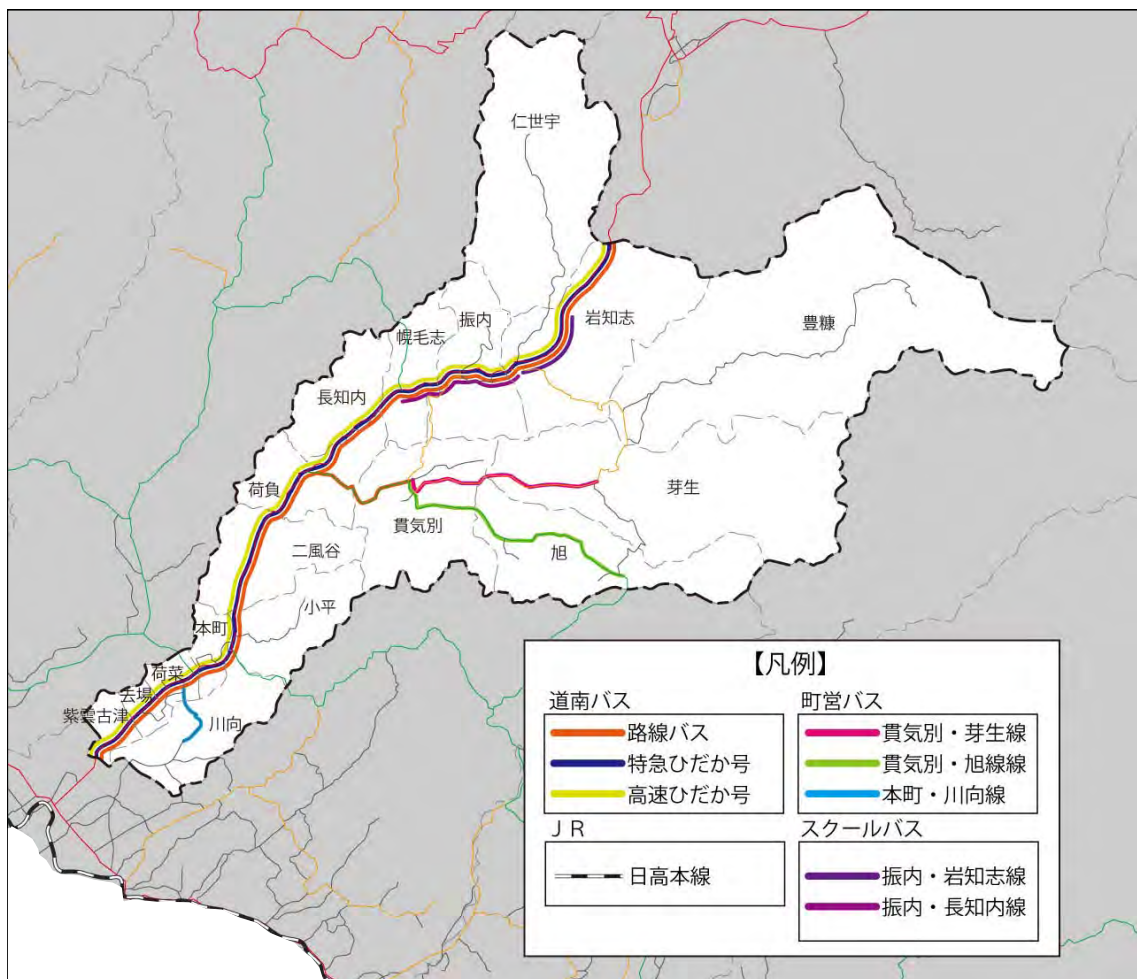 仁世宇
岩知志
豊糠
振内
幌毛志
長知内
荷負
芽生
貫気別
旭
二風谷
小平
本町
荷菜
去場
紫雲古津
川向
【凡例】
道南バス
路線バス
特急ひだか号
高速ひだか号
町営バス
貫気別・芽生線
貫気別・旭線線
本町・川向線
ＪＲ
日高本線
スクールバス
振内・岩知志線
振内・長知内線